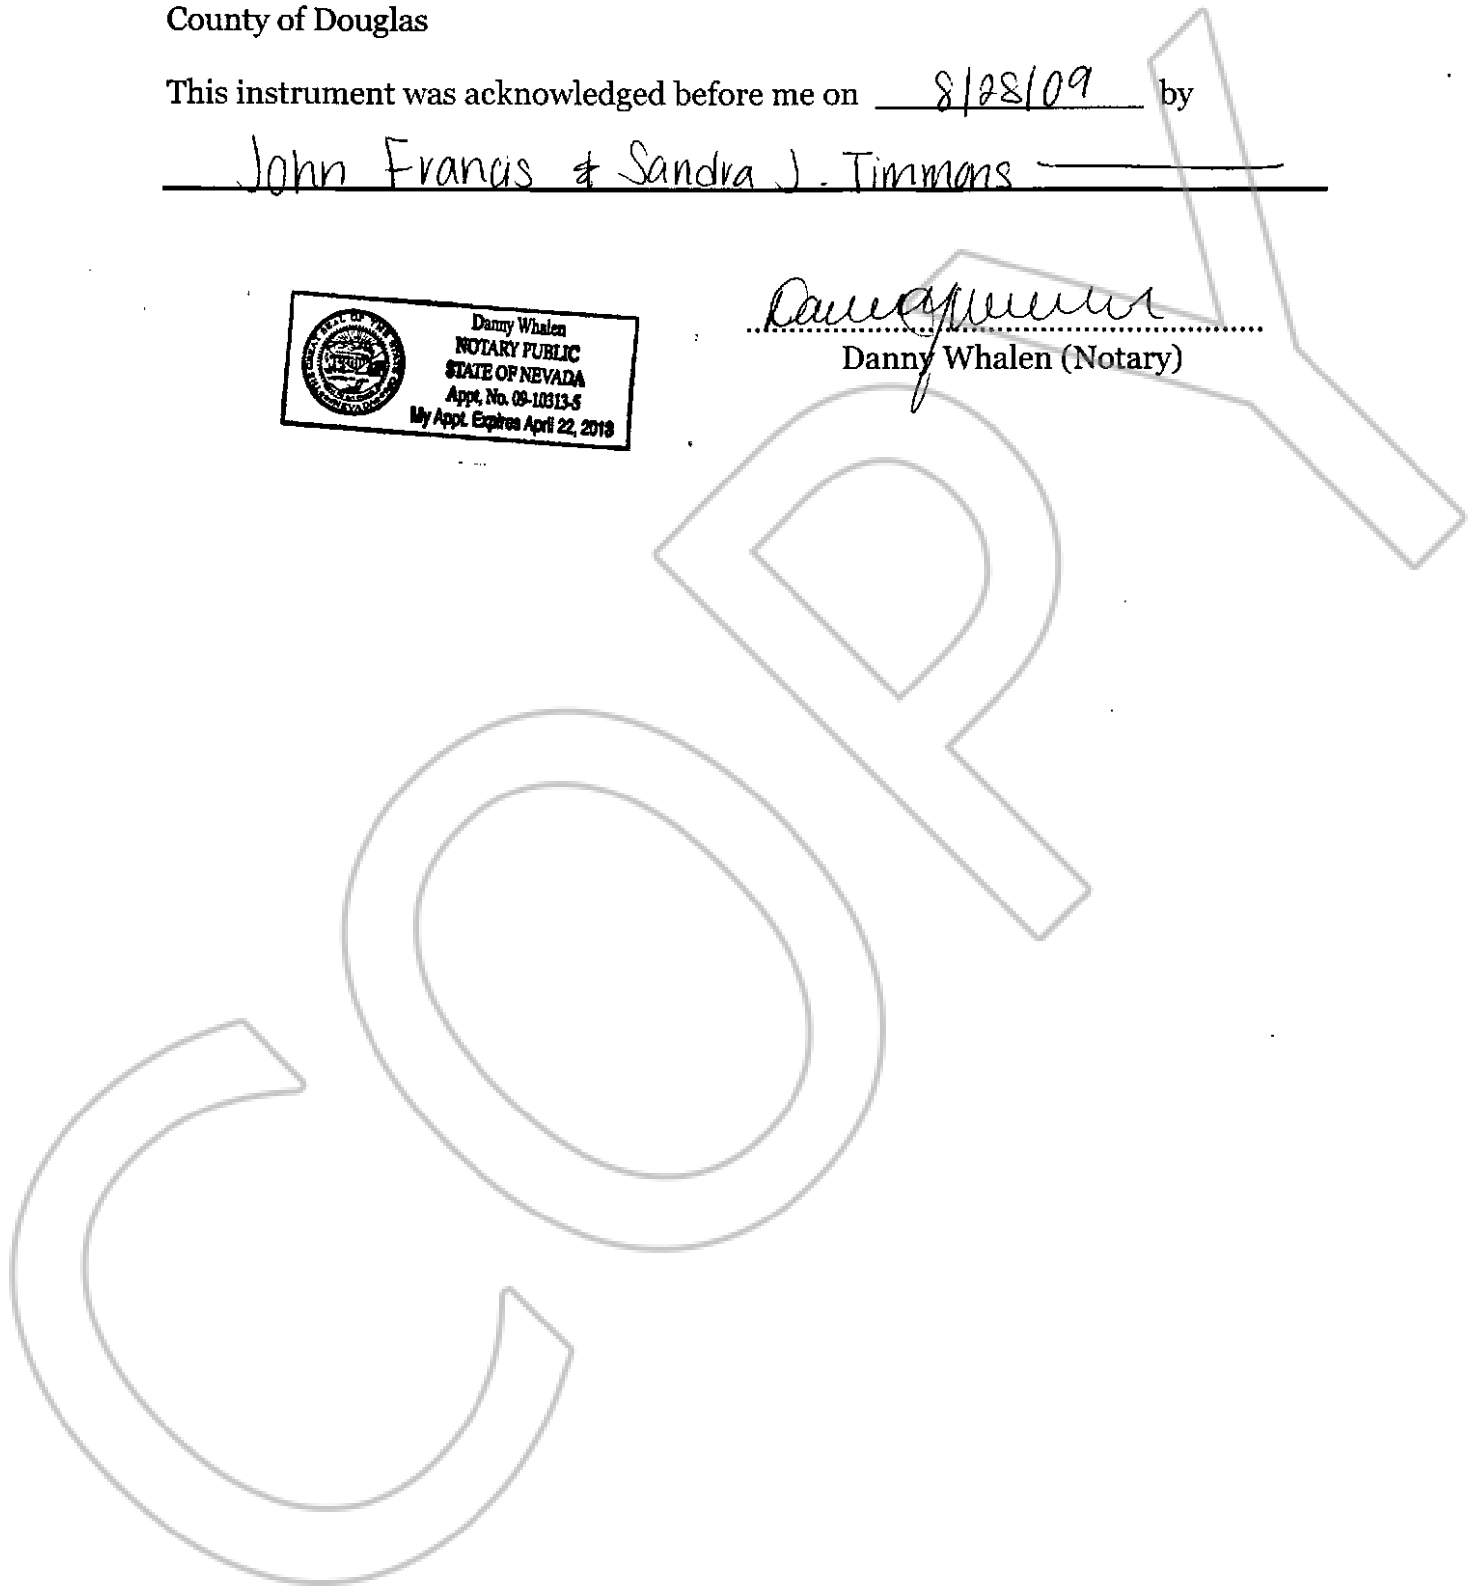 County of Douglas
This instrument was acknowledged before me on 8/28/09 by
John Francis & Sandra J. Timmons
Danny Whalen
NOTARY PUBLIC
STATE OF NEVADA
Appt. No. 09-10313-5
My Appt. Expires April 22, 2013
Danny Whalen (Notary)
COPY